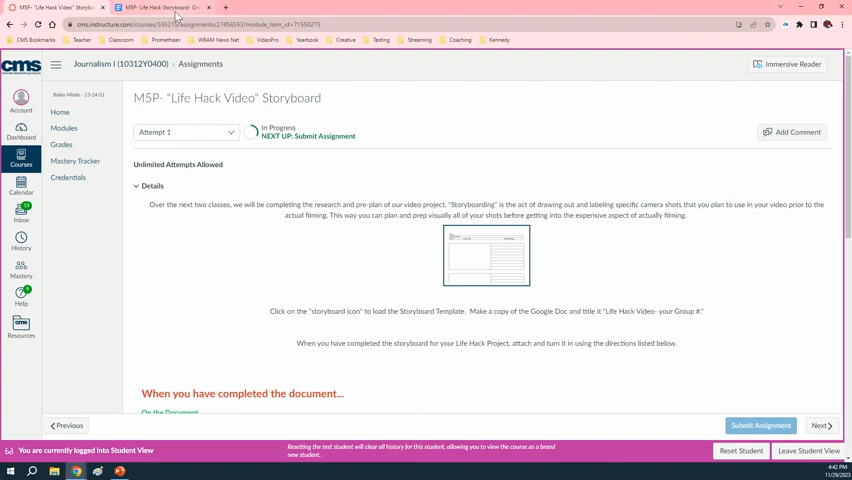 M5P- "Life Hack Video" Storybo
M5P- Life Hack Storyboard- Gro
cms.instructure.com/courses/595215/assignments/27456593?module_item_id=71550275
CMS Bookmarks
Teacher
Classroom
Promethean
WBAM News Net
VideoPro
Yearbook
Creative
Testing
Streaming
Coaching
Kennedy
cms
Journalism I (10312Y0400) > Assignments
Immersive Reader
Bailey Middle - 23-24/S1
Account
Dashboard
Courses
Calendar
13
Inbox
History
Mastery
Help
Resources
Home
Modules
Grades
Mastery Tracker
Credentials
M5P- "Life Hack Video" Storyboard
Attempt 1
In Progress
NEXT UP: Submit Assignment
Add Comment
Unlimited Attempts Allowed
Details
Over the next two classes, we will be completing the research and pre-plan of our video project. "Storyboarding" is the act of drawing out and labeling specific camera shots that you plan to use in your video prior to the
actual filming. This way you can plan and prep visually all of your shots before getting into the expensive aspect of actually filming.
Click on the "storyboard icon" to load the Storyboard Template. Make a copy of the Google Doc and title it "Life Hack Video- your Group #."
When you have completed the storyboard for your Life Hack Project, attach and turn it in using the directions listed below.
When you have completed the document...
On the Document
Previous
Submit Assignment
Next
You are currently logged into Student View
Resetting the test student will clear all history for this student, allowing you to view the course as a brand
new student.
Reset Student
Leave Student View
4:42 PM
11/29/2023